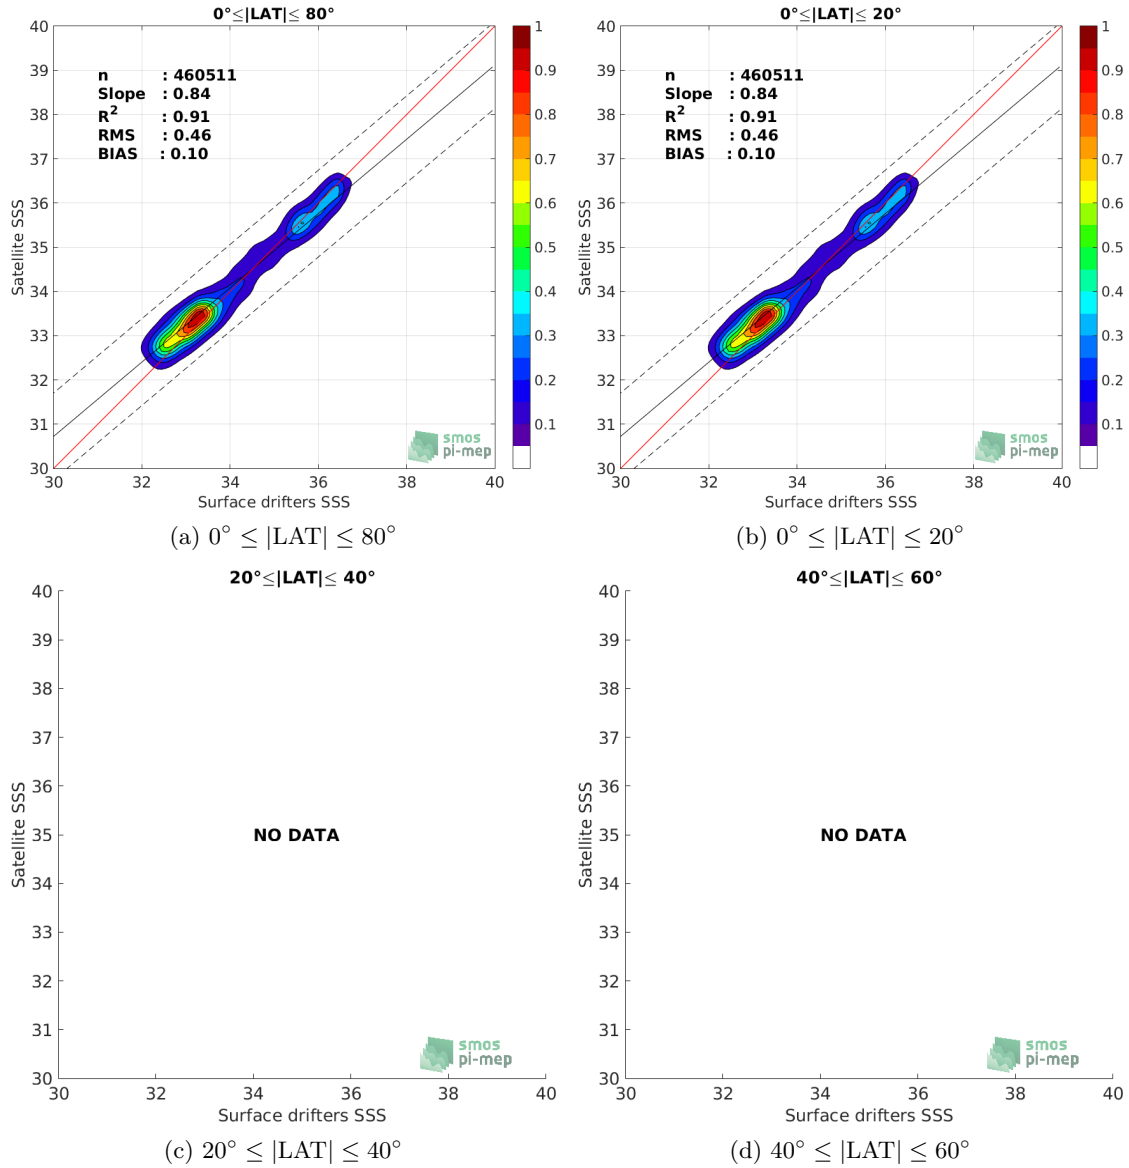 0°≤|LAT|≤ 80°
40
39
38
37
36
35
34
33
32
31
30
Satellite SSS
n : 460511
Slope : 0.84
R² : 0.91
RMS : 0.46
BIAS : 0.10
smos
pi-mep
30 32 34 36 38 40
Surface drifters SSS
1
0.9
0.8
0.7
0.6
0.5
0.4
0.3
0.2
0.1
(a) 0° ≤ |LAT| ≤ 80°
0°≤|LAT|≤ 20°
40
39
38
37
36
35
34
33
32
31
30
Satellite SSS
n : 460511
Slope : 0.84
R² : 0.91
RMS : 0.46
BIAS : 0.10
smos
pi-mep
30 32 34 36 38 40
Surface drifters SSS
1
0.9
0.8
0.7
0.6
0.5
0.4
0.3
0.2
0.1
(b) 0° ≤ |LAT| ≤ 20°
20°≤|LAT|≤ 40°
40
39
38
37
36
35
34
33
32
31
30
Satellite SSS
NO DATA
smos
pi-mep
30 32 34 36 38 40
Surface drifters SSS
(c) 20° ≤ |LAT| ≤ 40°
40°≤|LAT|≤ 60°
40
39
38
37
36
35
34
33
32
31
30
Satellite SSS
NO DATA
smos
pi-mep
30 32 34 36 38 40
Surface drifters SSS
(d) 40° ≤ |LAT| ≤ 60°